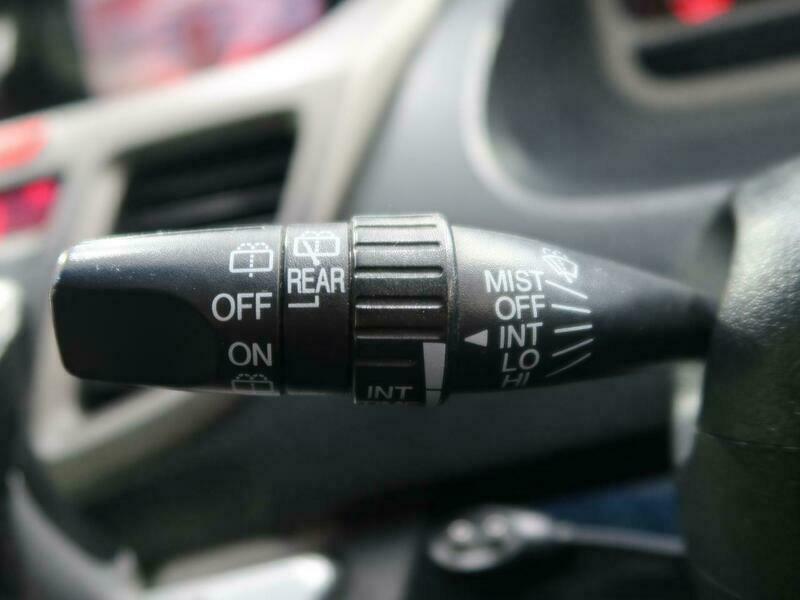 OFF
ON
REAR
INT
MIST
OFF
INT
LO
HI